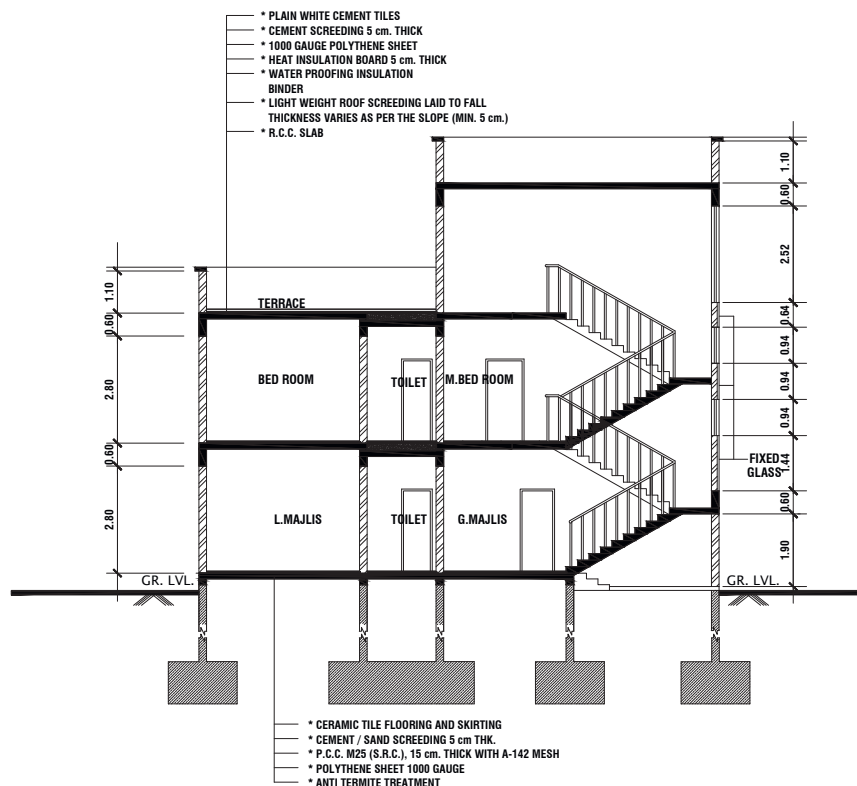 * PLAIN WHITE CEMENT TILES
* CEMENT SCREEDING 5 cm. THICK
* 1000 GAUGE POLYTHENE SHEET
* HEAT INSULATION BOARD 5 cm. THICK
* WATER PROOFING INSULATION
BINDER
* LIGHT WEIGHT ROOF SCREEDING LAID TO FALL
THICKNESS VARIES AS PER THE SLOPE (MIN. 5 cm.)
* R.C.C. SLAB
1.10
0.60
2.80
0.60
2.80
TERRACE
BED ROOM
TOILET
M.BED ROOM
L.MAJLIS
TOILET
G.MAJLIS
1.10
0.60
2.52
0.64
0.94
0.94
0.94
1.44
0.60
1.90
FIXED
GLASS
GR. LVL.
GR. LVL.
* CERAMIC TILE FLOORING AND SKIRTING
* CEMENT / SAND SCREEDING 5 cm THK.
* P.C.C. M25 (S.R.C.), 15 cm. THICK WITH A-142 MESH
* POLYTHENE SHEET 1000 GAUGE
* ANTI TERMITE TREATMENT